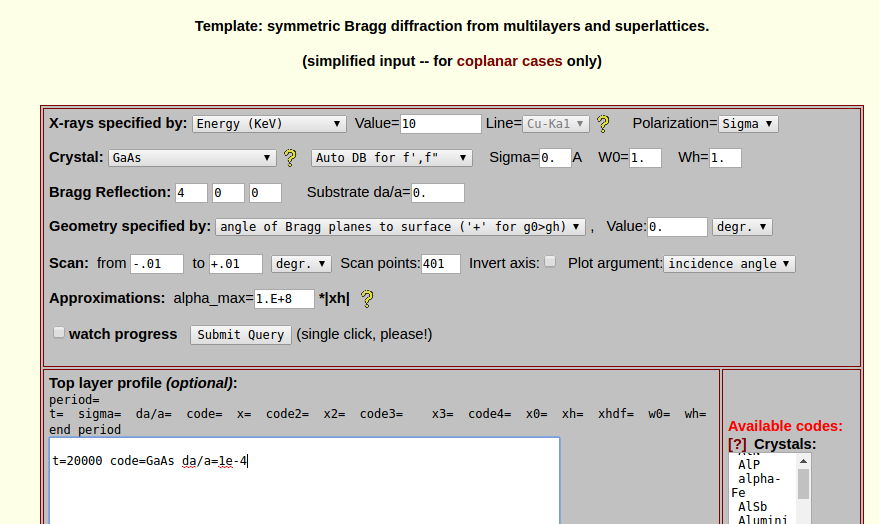 Template: symmetric Bragg diffraction from multilayers and superlattices.
(simplified input -- for coplanar cases only)
X-rays specified by: Energy (KeV) Value=10 Line=Cu-Ka1 Polarization=Sigma
Crystal: GaAs Auto DB for f',f" Sigma=0. A W0=1. Wh=1.
Bragg Reflection: 4 0 0 Substrate da/a=0.
Geometry specified by: angle of Bragg planes to surface ('+' for g0>gh) , Value:0. degr.
Scan: from -.01 to +.01 degr. Scan points:401 Invert axis: Plot argument:incidence angle
Approximations: alpha_max=1.E+8 *|xh|
watch progress Submit Query (single click, please!)
Top layer profile (optional):
period=
t= sigma= da/a= code= x= code2= x2= code3= x3= code4= x0= xh= xhdf= w0= wh=
end period
t=20000 code=GaAs da/a=1e-4
Available codes:
[?] Crystals:
AlP
alpha-
Fe
AlSb